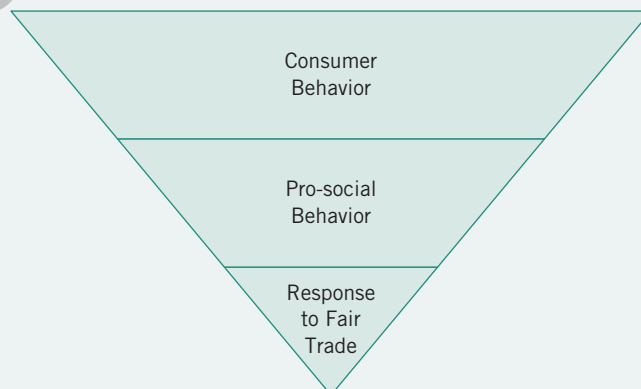 Consumer
Behavior
Pro-social
Behavior
Response
to Fair
Trade